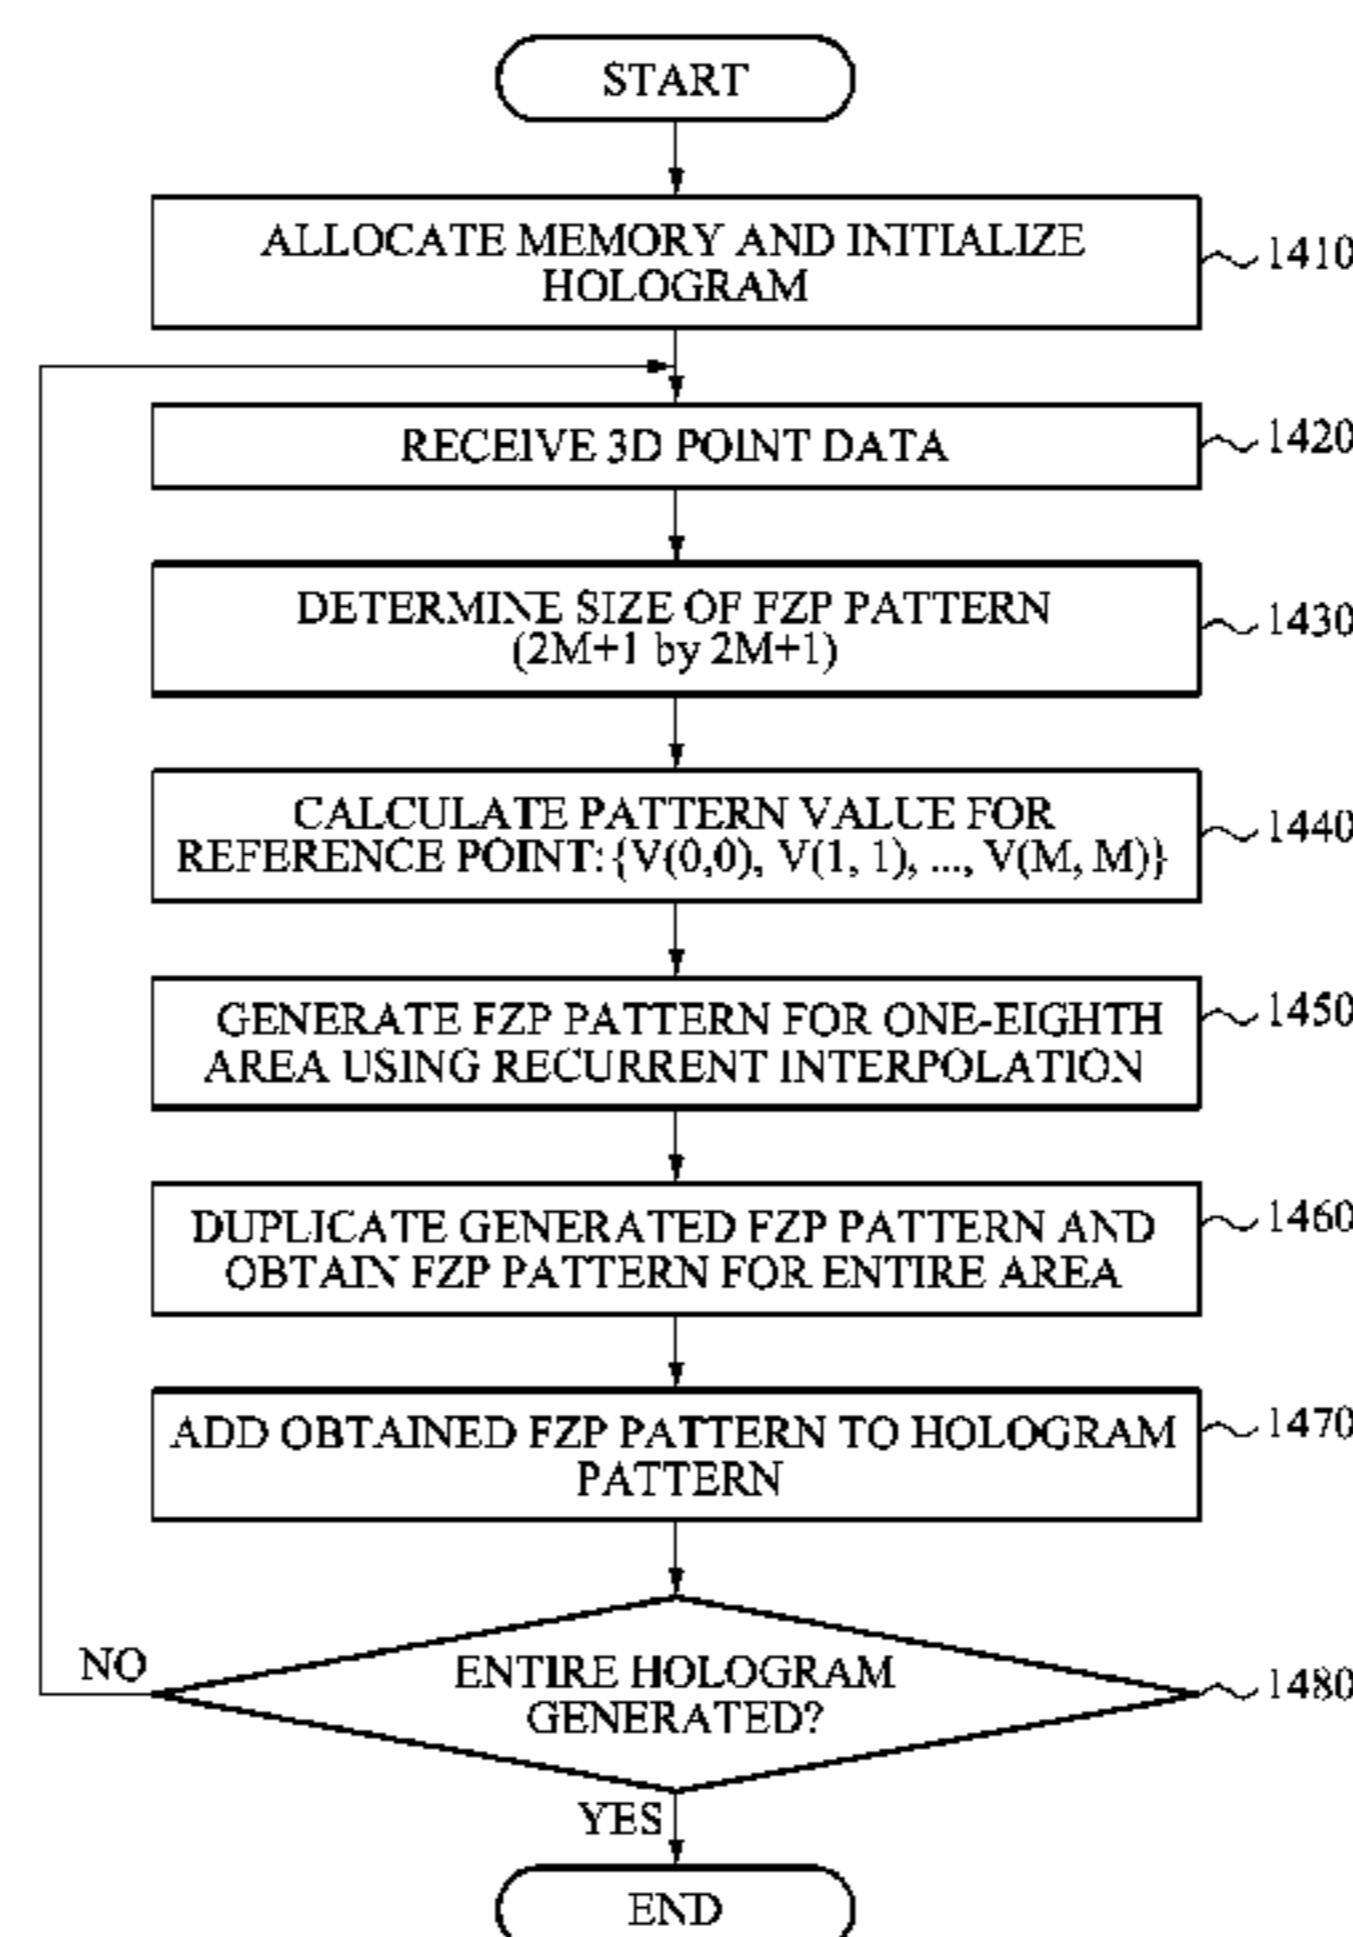 START
ALLOCATE MEMORY AND INITIALIZE
HOLOGRAM
1410
RECEIVE 3D POINT DATA
1420
DETERMINE SIZE OF FZP PATTERN
(2M+1 by 2M+1)
1430
CALCULATE PATTERN VALUE FOR
REFERENCE POINT: {V(0,0), V(1, 1), ..., V(M, M)}
1440
GENERATE FZP PATTERN FOR ONE-EIGHTH
AREA USING RECURRENT INTERPOLATION
1450
DUPLICATE GENERATED FZP PATTERN AND
OBTAIN FZP PATTERN FOR ENTIRE AREA
1460
ADD OBTAINED FZP PATTERN TO HOLOGRAM
PATTERN
1470
NO
ENTIRE HOLOGRAM
GENERATED?
1480
YES
END